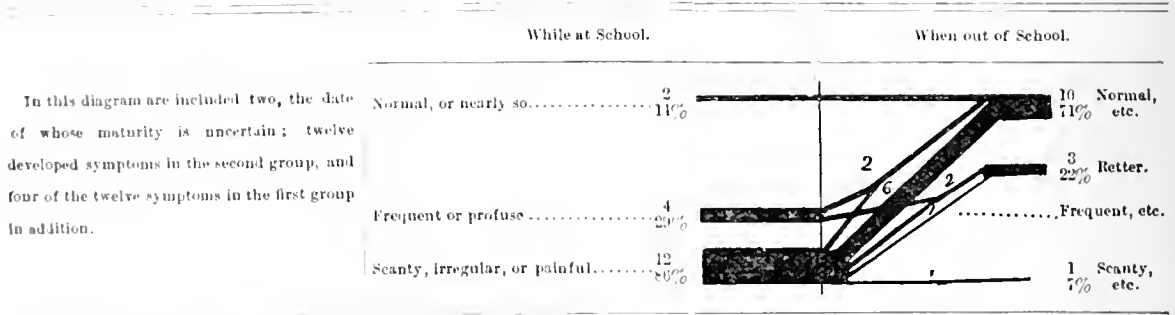 While at School. When out of School.
In this diagram are included two, the date
of whose maturity is uncertain; twelve
developed symptoms in the second group, and
four of the twelve symptoms in the first group
in addition.
Normal, or nearly so............ 2
14%
10 Normal,
71% etc.
3
22% Better.
2
6
2
Frequent or profuse............ 4
29%
............Frequent, etc.
Scanty, irregular, or painful....... 12
86%
1 Scanty,
7% etc.